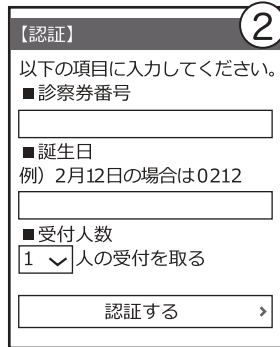 ②
【認証】
以下の項目に入力してください。
■診察券番号
■誕生日
例）2月12日の場合は0212
■受付人数
1 人の受付を取る
認証する